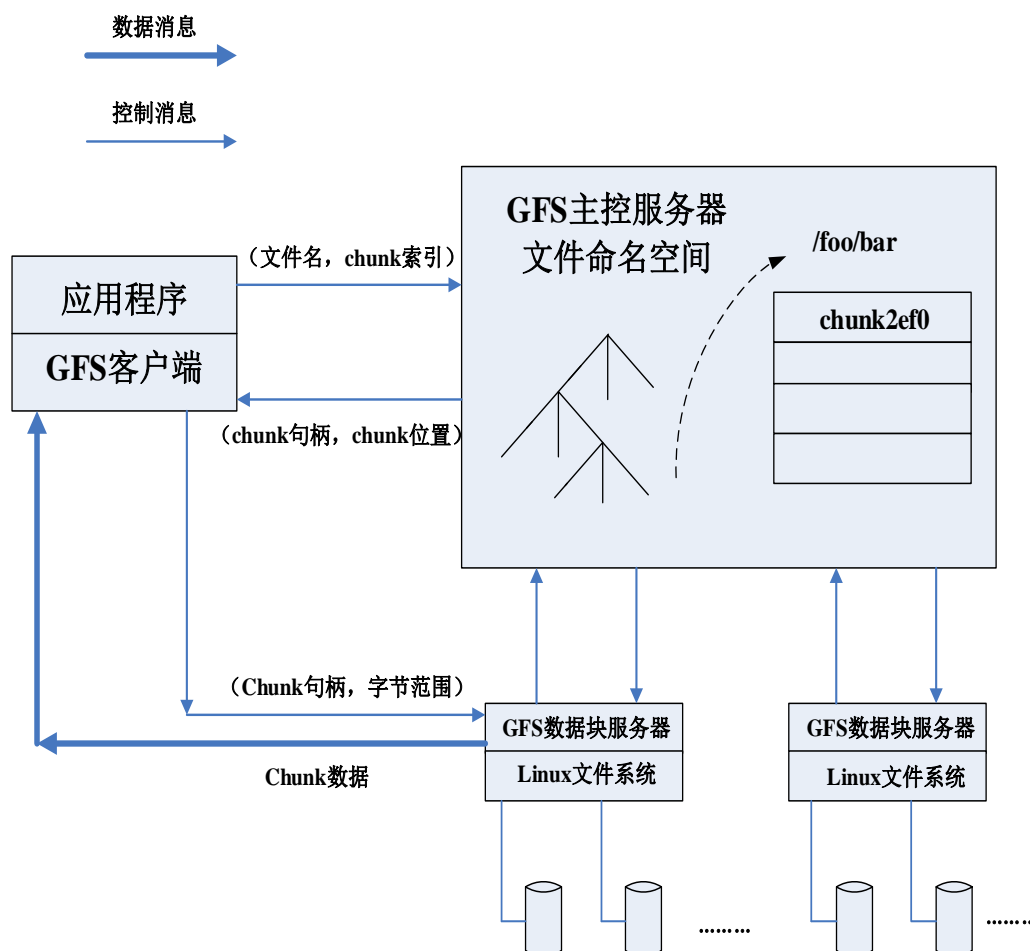 数据消息
控制消息
GFS主控服务器
文件命名空间
/foo/bar
（文件名，chunk索引）
应用程序
GFS客户端
chunk2ef0
（chunk句柄，chunk位置）
（Chunk句柄，字节范围）
GFS数据块服务器
Linux文件系统
GFS数据块服务器
Linux文件系统
Chunk数据
………
………